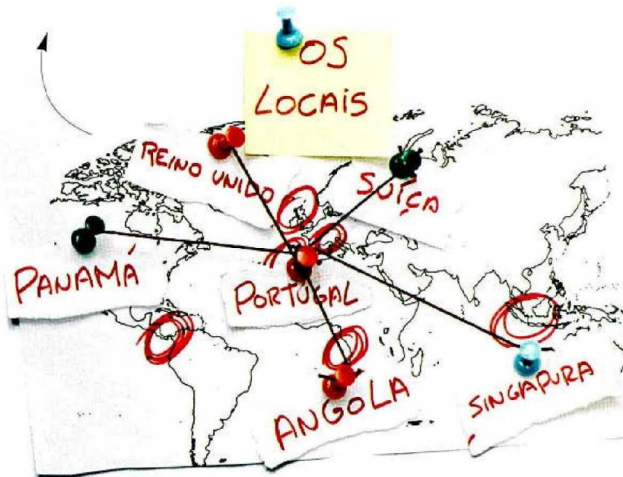 OS
LOCAIS
REINO UNIDO
SUÍÇA
PANAMÁ
PORTUGAL
ANGOLA
SINGAPURA